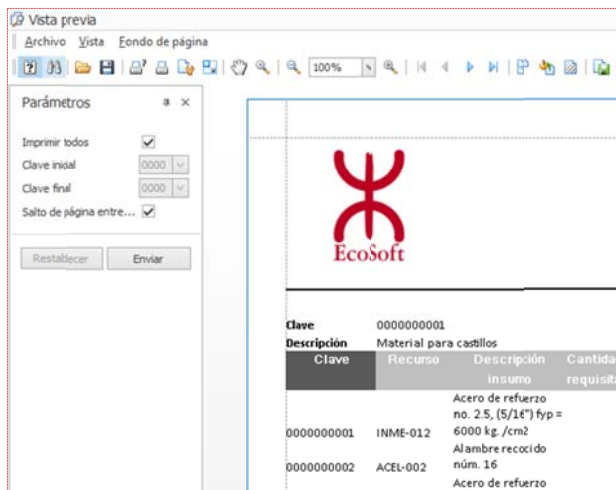 Vista previa
Archivo Vista Fondo de página
100%
Parámetros
Imprimir todos
Clave inicial 0000
Clave final 0000
Salto de página entre...
Restablecer Enviar
EcoSoft
Clave 0000000001
Descripción Material para castillos
Clave Recurso Descripción insumo Cantida requisit
Acero de refuerzo
no. 2.5, (5/16") fyp =
0000000001 INME-012 6000 kg. /cm2
Alambre recocido
0000000002 ACEL-002 núm. 16
Acero de refuerzo